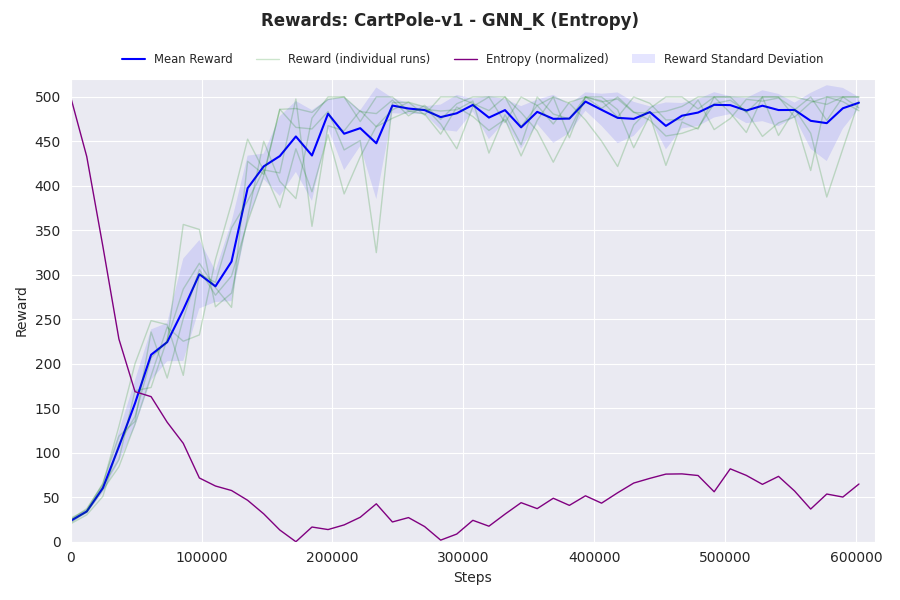 Rewards: CartPole-v1 - GNN_K (Entropy)
Mean Reward Reward (individual runs) Entropy (normalized) Reward Standard Deviation
500
450
400
350
300
250
200
150
100
50
0
Reward
0 100000 200000 300000 400000 500000 600000
Steps